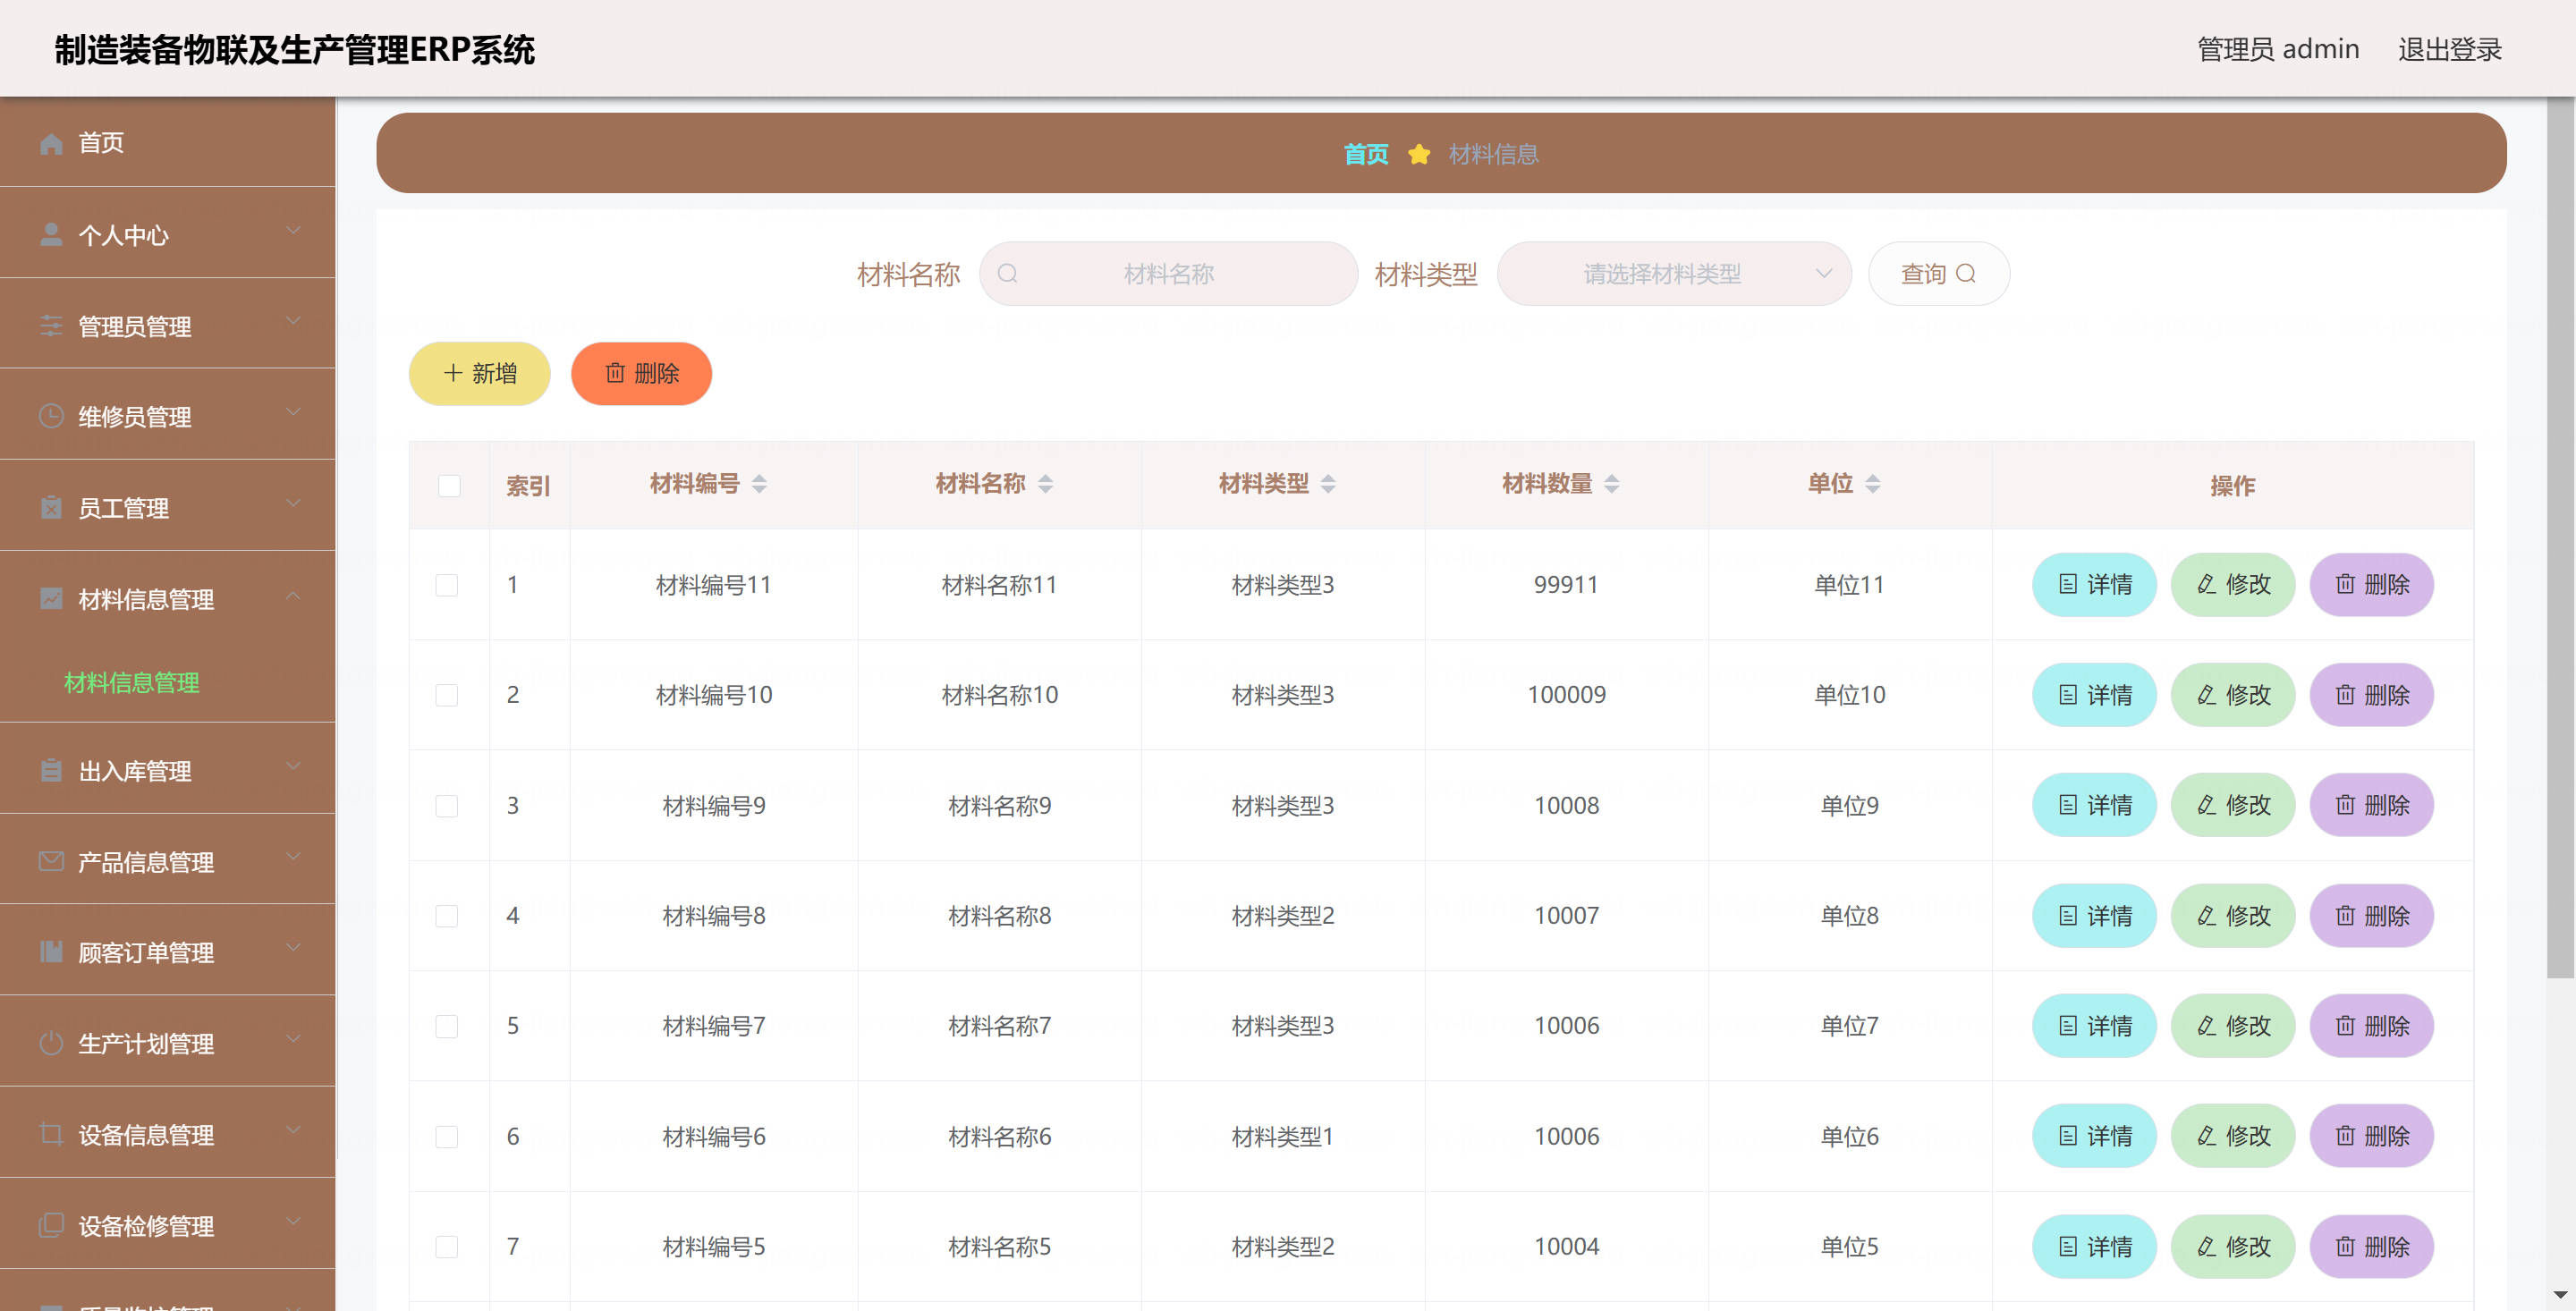 制造装备物联及生产管理ERP系统
管理员 admin 退出登录
首页
个人中心
管理员管理
维修员管理
员工管理
材料信息管理
材料信息管理
出入库管理
产品信息管理
顾客订单管理
生产计划管理
设备信息管理
设备检修管理
首页 材料信息
材料名称 材料名称 材料类型 请选择材料类型 查询
新增 删除
索引 材料编号 材料名称 材料类型 材料数量 单位 操作
1 材料编号11 材料名称11 材料类型3 99911 单位11 详情 修改 删除
2 材料编号10 材料名称10 材料类型3 100009 单位10 详情 修改 删除
3 材料编号9 材料名称9 材料类型3 10008 单位9 详情 修改 删除
4 材料编号8 材料名称8 材料类型2 10007 单位8 详情 修改 删除
5 材料编号7 材料名称7 材料类型3 10006 单位7 详情 修改 删除
6 材料编号6 材料名称6 材料类型1 10006 单位6 详情 修改 删除
7 材料编号5 材料名称5 材料类型2 10004 单位5 详情 修改 删除